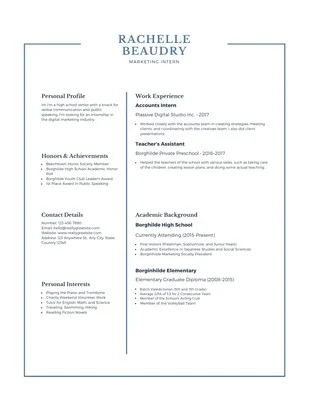 RACHELLE
BEAUDRY
MARKETING INTERN
Personal Profile
Hi! I'm a high school senior with a knack for
verbal communication and public
speaking. I'm looking for an internship in
the digital marketing industry.
Honors & Achievements
Beechtown Honor Society Member
Borghilde High School Academic Honor
Roll
Borghilde Youth Club Leaders Award
1st Place Award in Public Speaking
Contact Details
Number: 123-456-7890
Email: hello@reallygreatsite.com
Website: www.reallygreatsite.com
Address: 123 Anywhere St., Any City, State
Country 12345
Personal Interests
Playing the Piano and Trombone
Charity Weekend Volunteer Work
Tutor for English, Math, and Science
Traveling, Swimming, Hiking
Reading Fiction Novels
Work Experience
Accounts Intern
Passive Digital Studio Inc. - 2017
Worked closely with the accounts team in creating strategies, meeting
clients, and coordinating with the creatives team. I also did client
presentations
Teacher's Assistant
Borghilde Private Preschool - 2016-2017
Helped the teachers of the school with various tasks, such as taking care
of the children, creating lesson plans, and doing some actual teaching.
Academic Background
Borghilde High School
Currently Attending (2015-Present)
First Honors (Freshman, Sophomore, and Junior Years)
Academic Excellence in Japanese Studies and Social Sciences
Borghilde Marketing Society President
Borginhilde Elementary
Elementary Graduate Diploma (2008-2015)
Batch Valedictorian (6th and 7th Grade)
Average GPA of 3.5 for 2 Consecutive Years
Member of the School's Acting Club
Member of the Volleyball Team